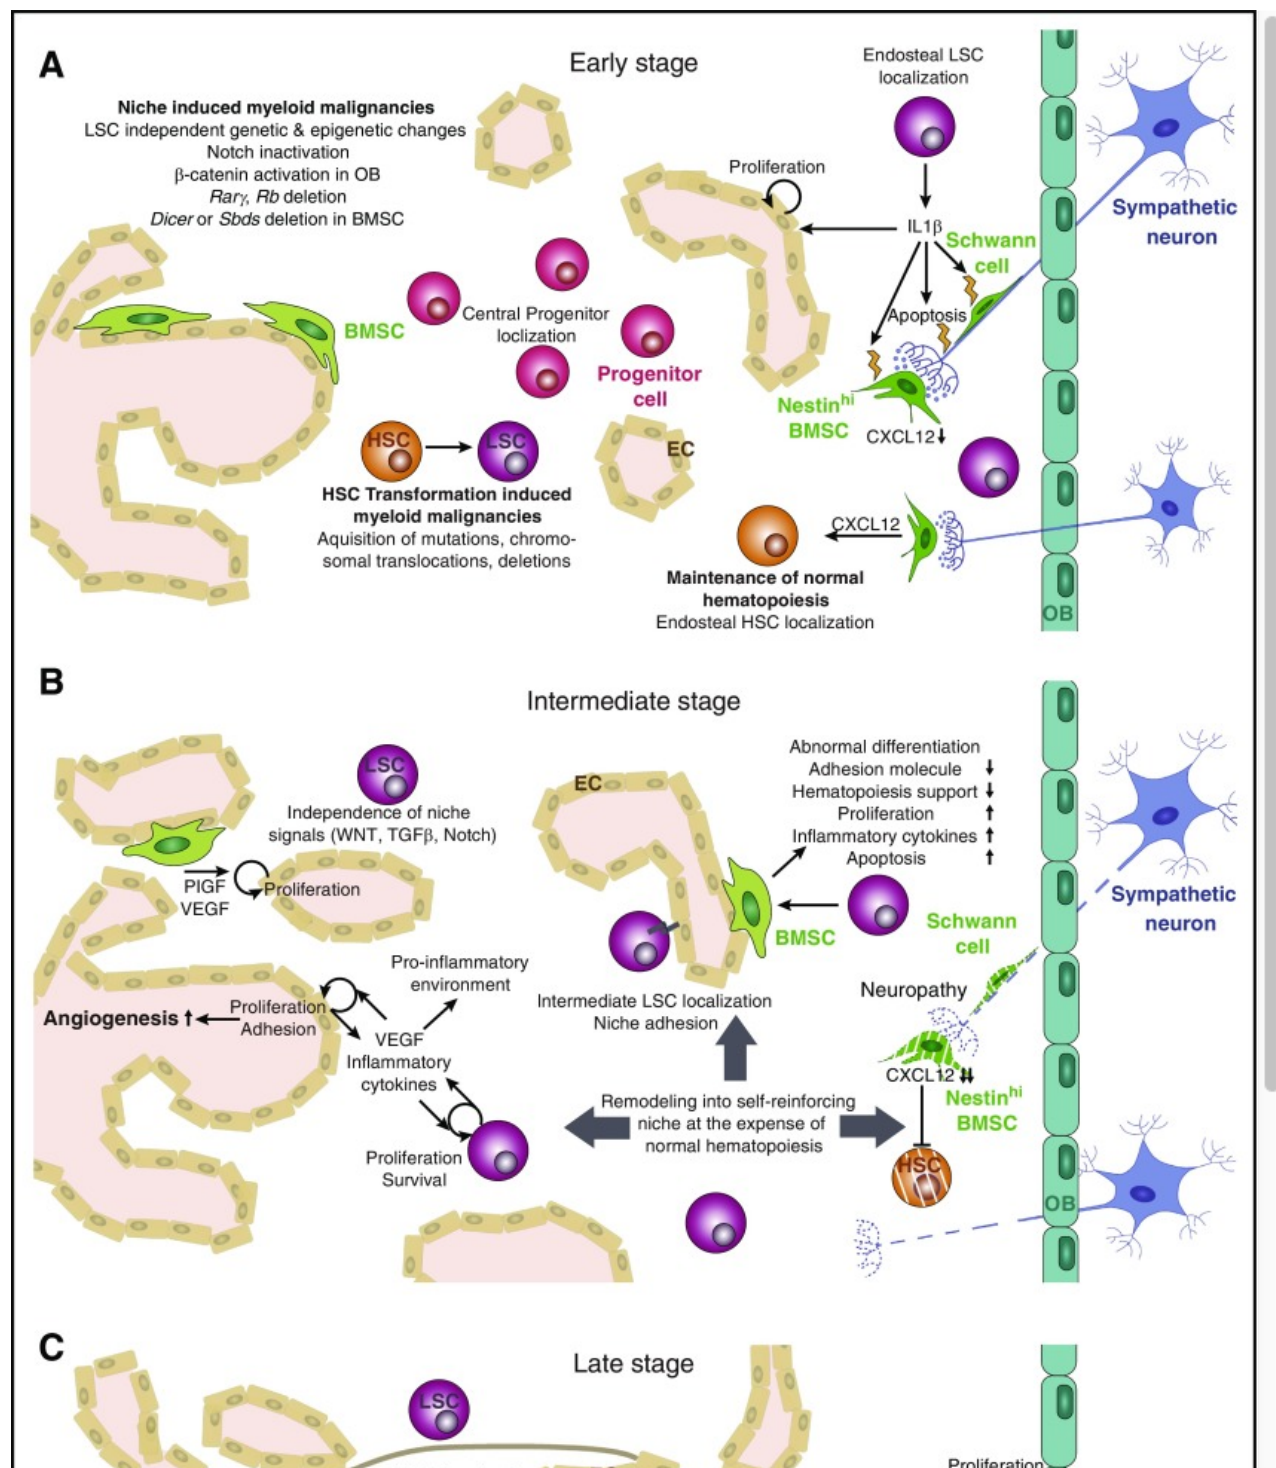 A
Early stage
Niche induced myeloid malignancies
LSC independent genetic & epigenetic changes
Notch inactivation
β-catenin activation in OB
Rarγ, Rb deletion
Dicer or Sbds deletion in BMSC
Endosteal LSC
localization
Proliferation
IL1β
Sympathetic
neuron
Schwann
cell
Apoptosis
BMSC
Central Progenitor
loclization
Progenitor
cell
Nestinhi
BMSC
CXCL12
HSC
LSC
EC
HSC Transformation induced
myeloid malignancies
Aquisition of mutations, chromo-
somal translocations, deletions
CXCL12
Maintenance of normal
hematopoiesis
Endosteal HSC localization
OB
B
Intermediate stage
LSC
Independence of niche
signals (WNT, TGFβ, Notch)
PIGF
VEGF
Proliferation
EC
Abnormal differentiation
Adhesion molecule
Hematopoiesis support
Proliferation
Inflammatory cytokines
Apoptosis
BMSC
Sympathetic
neuron
Schwann
cell
Pro-inflammatory
environment
Angiogenesis
Proliferation
Adhesion
VEGF
Inflammatory
cytokines
Intermediate LSC localization
Niche adhesion
Neuropathy
CXCL12
Nestinhi
BMSC
Remodeling into self-reinforcing
niche at the expense of
normal hematopoiesis
Proliferation
Survival
HSC
OB
C
Late stage
LSC
Proliferation